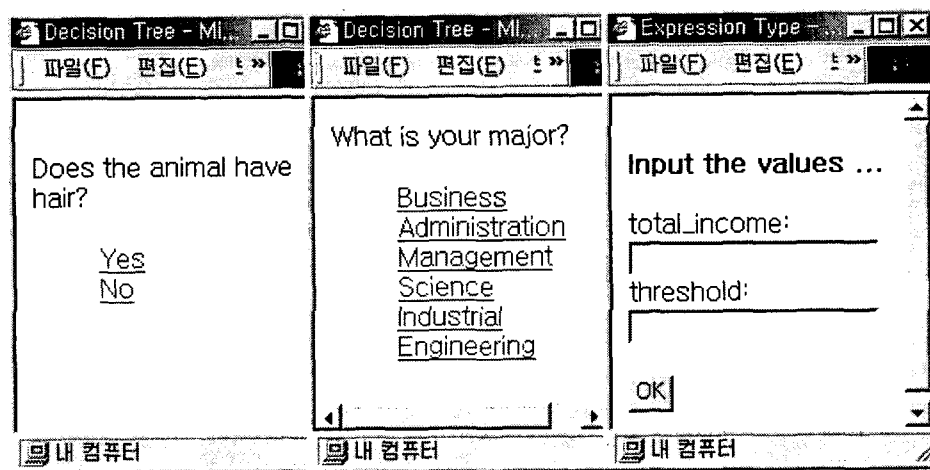 Decision Tree - Mi...
파일(F) 편집(E)
Does the animal have
hair?
Yes
No
내 컴퓨터
Decision Tree - Mi...
파일(F) 편집(E)
What is your major?
Business
Administration
Management
Science
Industrial
Engineering
내 컴퓨터
Expression Type -
파일(F) 편집(E)
Input the values ...
total_income:
threshold:
OK
내 컴퓨터